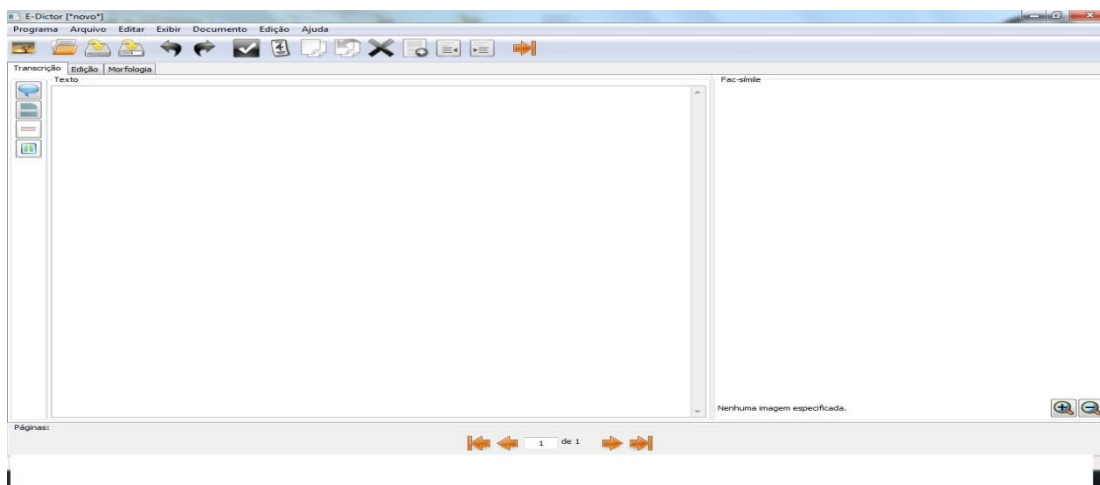 E-Dictor [*novo*]
Programa Arquivo Editar Exibir Documento Edição Ajuda
Transcrição Edição Morfologia
Texto
Fac-símile
Nenhuma imagem especificada.
Páginas:
1 de 1